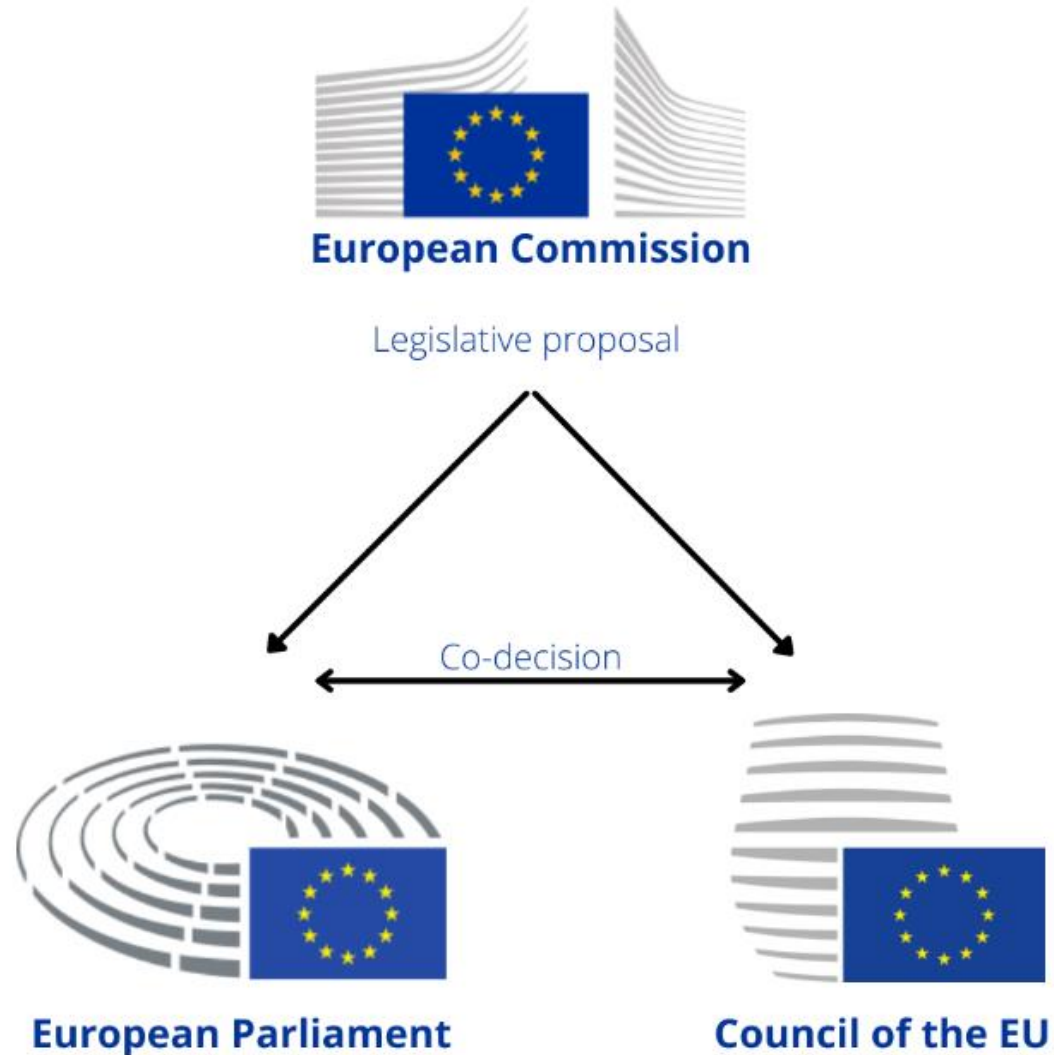 European Commission
Legislative proposal
Co-decision
European Parliament
Council of the EU